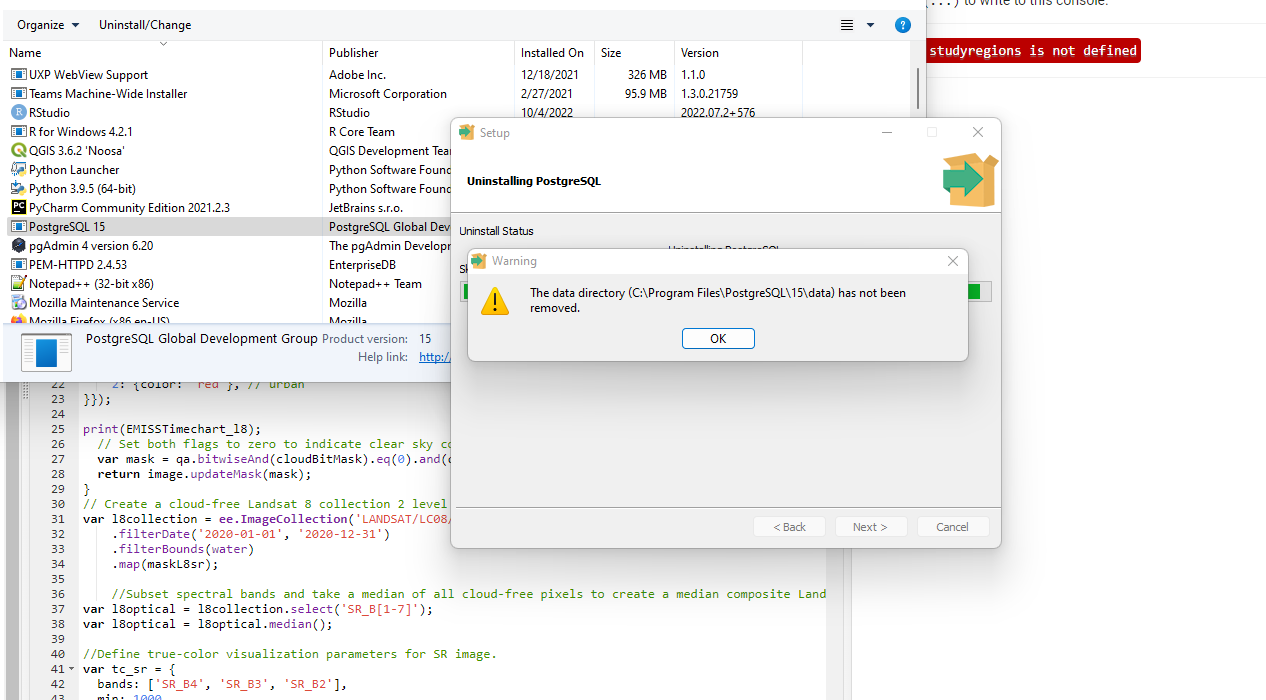 Organize Uninstall/Change
Name Publisher Installed On Size Version
UXP WebView Support Adobe Inc. 12/18/2021 326 MB 1.1.0
Teams Machine-Wide Installer Microsoft Corporation 2/27/2021 95.9 MB 1.3.0.21759
RStudio RStudio 10/4/2022 2022.07.2+576
R for Windows 4.2.1 R Core Team
QGIS 3.6.2 'Noosa' QGIS Development Tea
Python Launcher Python Software Found
Python 3.9.5 (64-bit) Python Software Found
PyCharm Community Edition 2021.2.3 JetBrains s.r.o.
PostgreSQL 15 PostgreSQL Global Dev
pgAdmin 4 version 6.20 The pgAdmin Develop
PEM-HTTPD 2.4.53 EnterpriseDB
Notepad++ (32-bit x86) Notepad++ Team
Mozilla Maintenance Service Mozilla
Mozilla Firefox (x86 en-US) Mozilla
PostgreSQL Global Development Group Product version: 15
Help link: http:/
(...) to write to this console.
studyregions is not defined
Setup
Uninstalling PostgreSQL
Uninstall Status
Uninstalling PostgreSQL
Warning
The data directory (C:\Program Files\PostgreSQL\15\data) has not been
removed.
OK
< Back Next > Cancel
22 2: {color: 'red'}, // urban
23 }});
24
25 print(EMISSTimechart_l8);
26 // Set both flags to zero to indicate clear sky co
27 var mask = qa.bitwiseAnd(cloudBitMask).eq(0).and(c
28 return image.updateMask(mask);
29 }
30 // Create a cloud-free Landsat 8 collection 2 level
31 var l8collection = ee.ImageCollection('LANDSAT/LC08/
32 .filterDate('2020-01-01', '2020-12-31')
33 .filterBounds(water)
34 .map(maskL8sr);
35
36 //Subset spectral bands and take a median of all cloud-free pixels to create a median composite Land
37 var l8optical = l8collection.select('SR_B[1-7]');
38 var l8optical = l8optical.median();
39
40 //Define true-color visualization parameters for SR image.
41 var tc_sr = {
42 bands: ['SR_B4', 'SR_B3', 'SR_B2'],
43 min: 1000